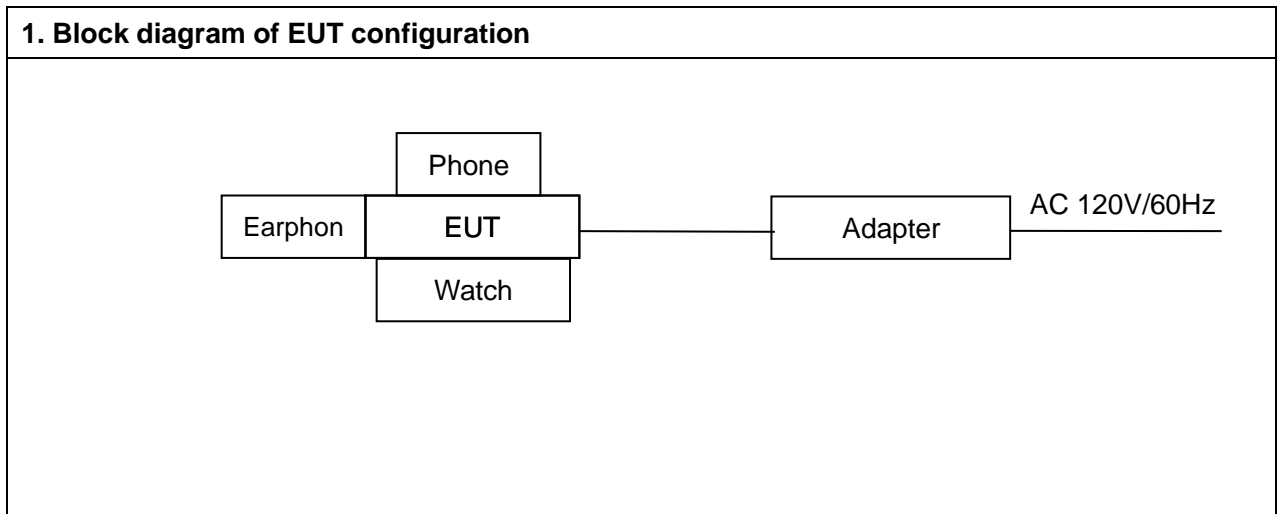 1. Block diagram of EUT configuration
Phone
Earphon
EUT
Adapter
AC 120V/60Hz
Watch